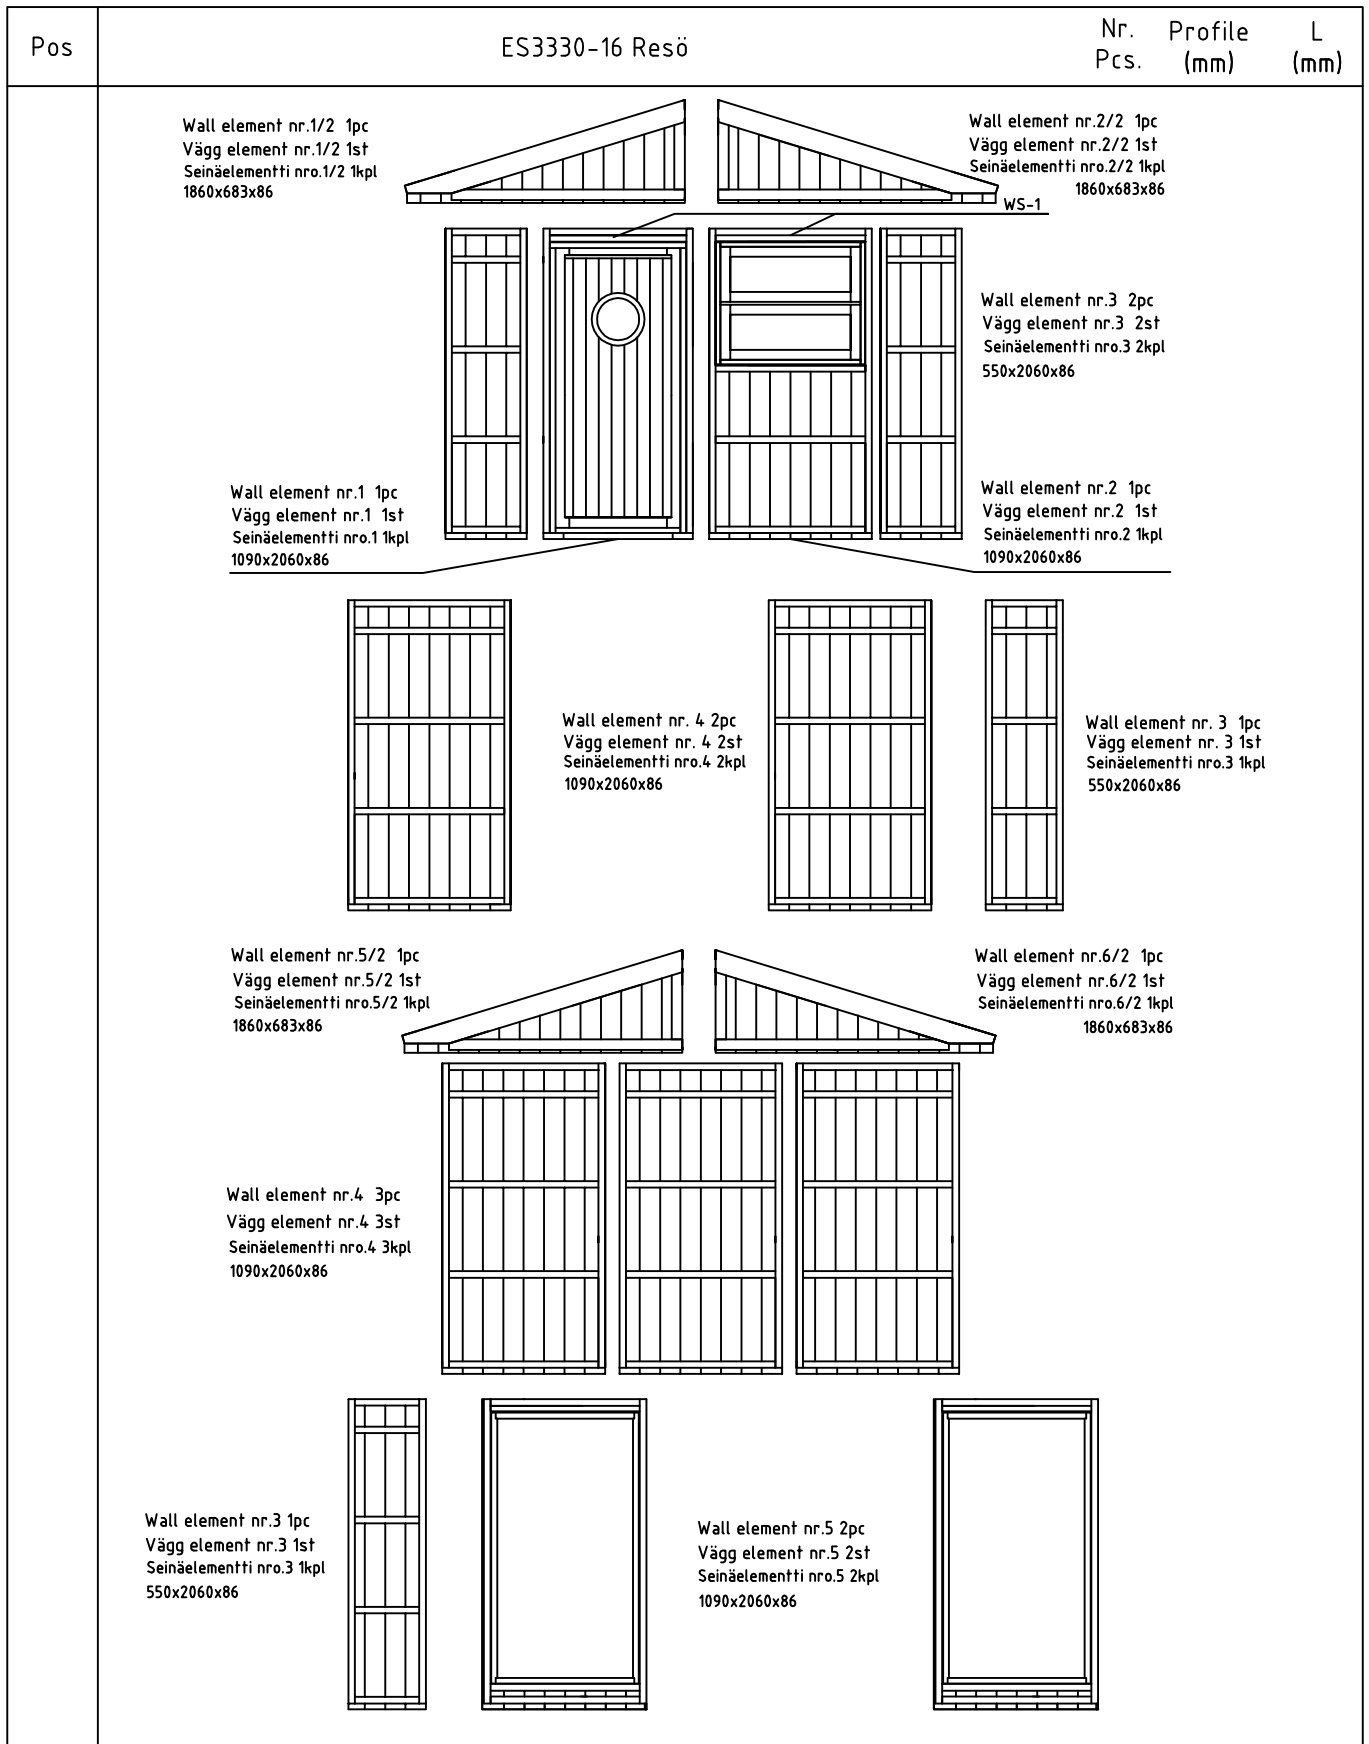 Pos
ES3330-16 Resö
Nr. Profile L
Pcs. (mm) (mm)
Wall element nr.1/2 1pc
Vägg element nr.1/2 1st
Seinäelementti nro.1/2 1kpl
1860x683x86
Wall element nr.2/2 1pc
Vägg element nr.2/2 1st
Seinäelementti nro.2/2 1kpl
1860x683x86
WS-1
Wall element nr.3 2pc
Vägg element nr.3 2st
Seinäelementti nro.3 2kpl
550x2060x86
Wall element nr.1 1pc
Vägg element nr.1 1st
Seinäelementti nro.1 1kpl
1090x2060x86
Wall element nr.2 1pc
Vägg element nr.2 1st
Seinäelementti nro.2 1kpl
1090x2060x86
Wall element nr. 4 2pc
Vägg element nr. 4 2st
Seinäelementti nro.4 2kpl
1090x2060x86
Wall element nr. 3 1pc
Vägg element nr. 3 1st
Seinäelementti nro.3 1kpl
550x2060x86
Wall element nr.5/2 1pc
Vägg element nr.5/2 1st
Seinäelementti nro.5/2 1kpl
1860x683x86
Wall element nr.6/2 1pc
Vägg element nr.6/2 1st
Seinäelementti nro.6/2 1kpl
1860x683x86
Wall element nr.4 3pc
Vägg element nr.4 3st
Seinäelementti nro.4 3kpl
1090x2060x86
Wall element nr.3 1pc
Vägg element nr.3 1st
Seinäelementti nro.3 1kpl
550x2060x86
Wall element nr.5 2pc
Vägg element nr.5 2st
Seinäelementti nro.5 2kpl
1090x2060x86